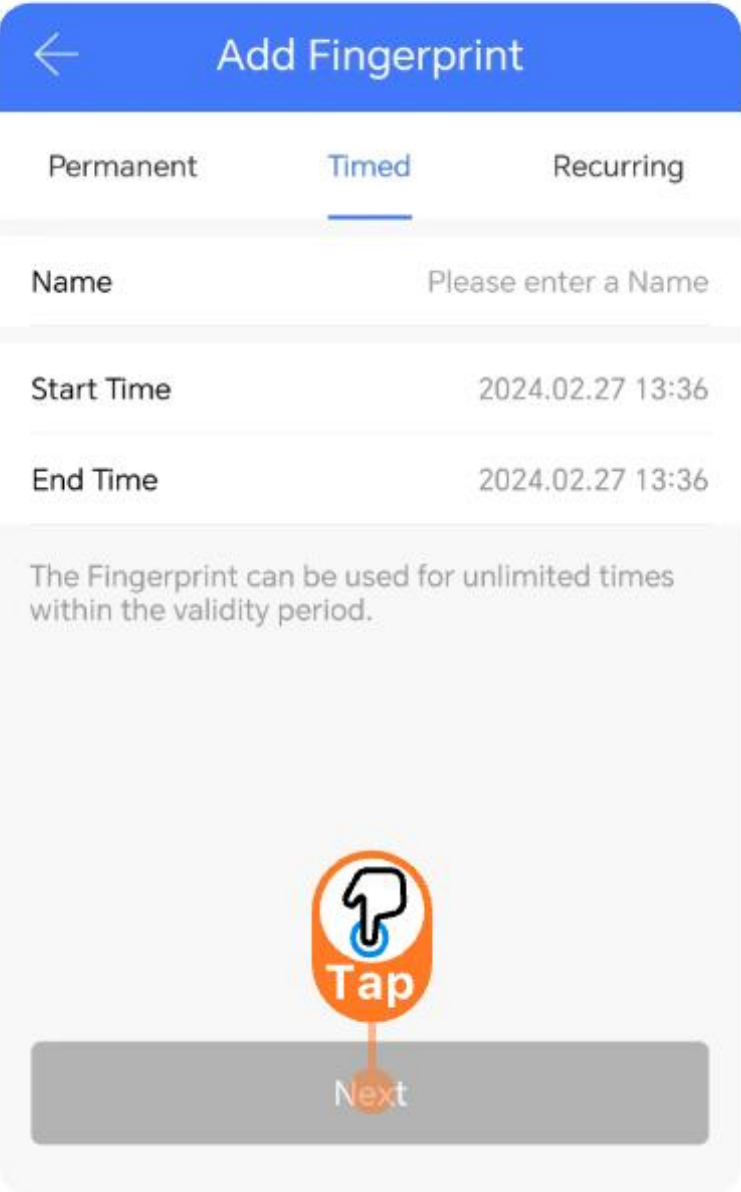 Add Fingerprint
Permanent Timed Recurring
Name Please enter a Name
Start Time 2024.02.27 13:36
End Time 2024.02.27 13:36
The Fingerprint can be used for unlimited times
within the validity period.
Tap
Next